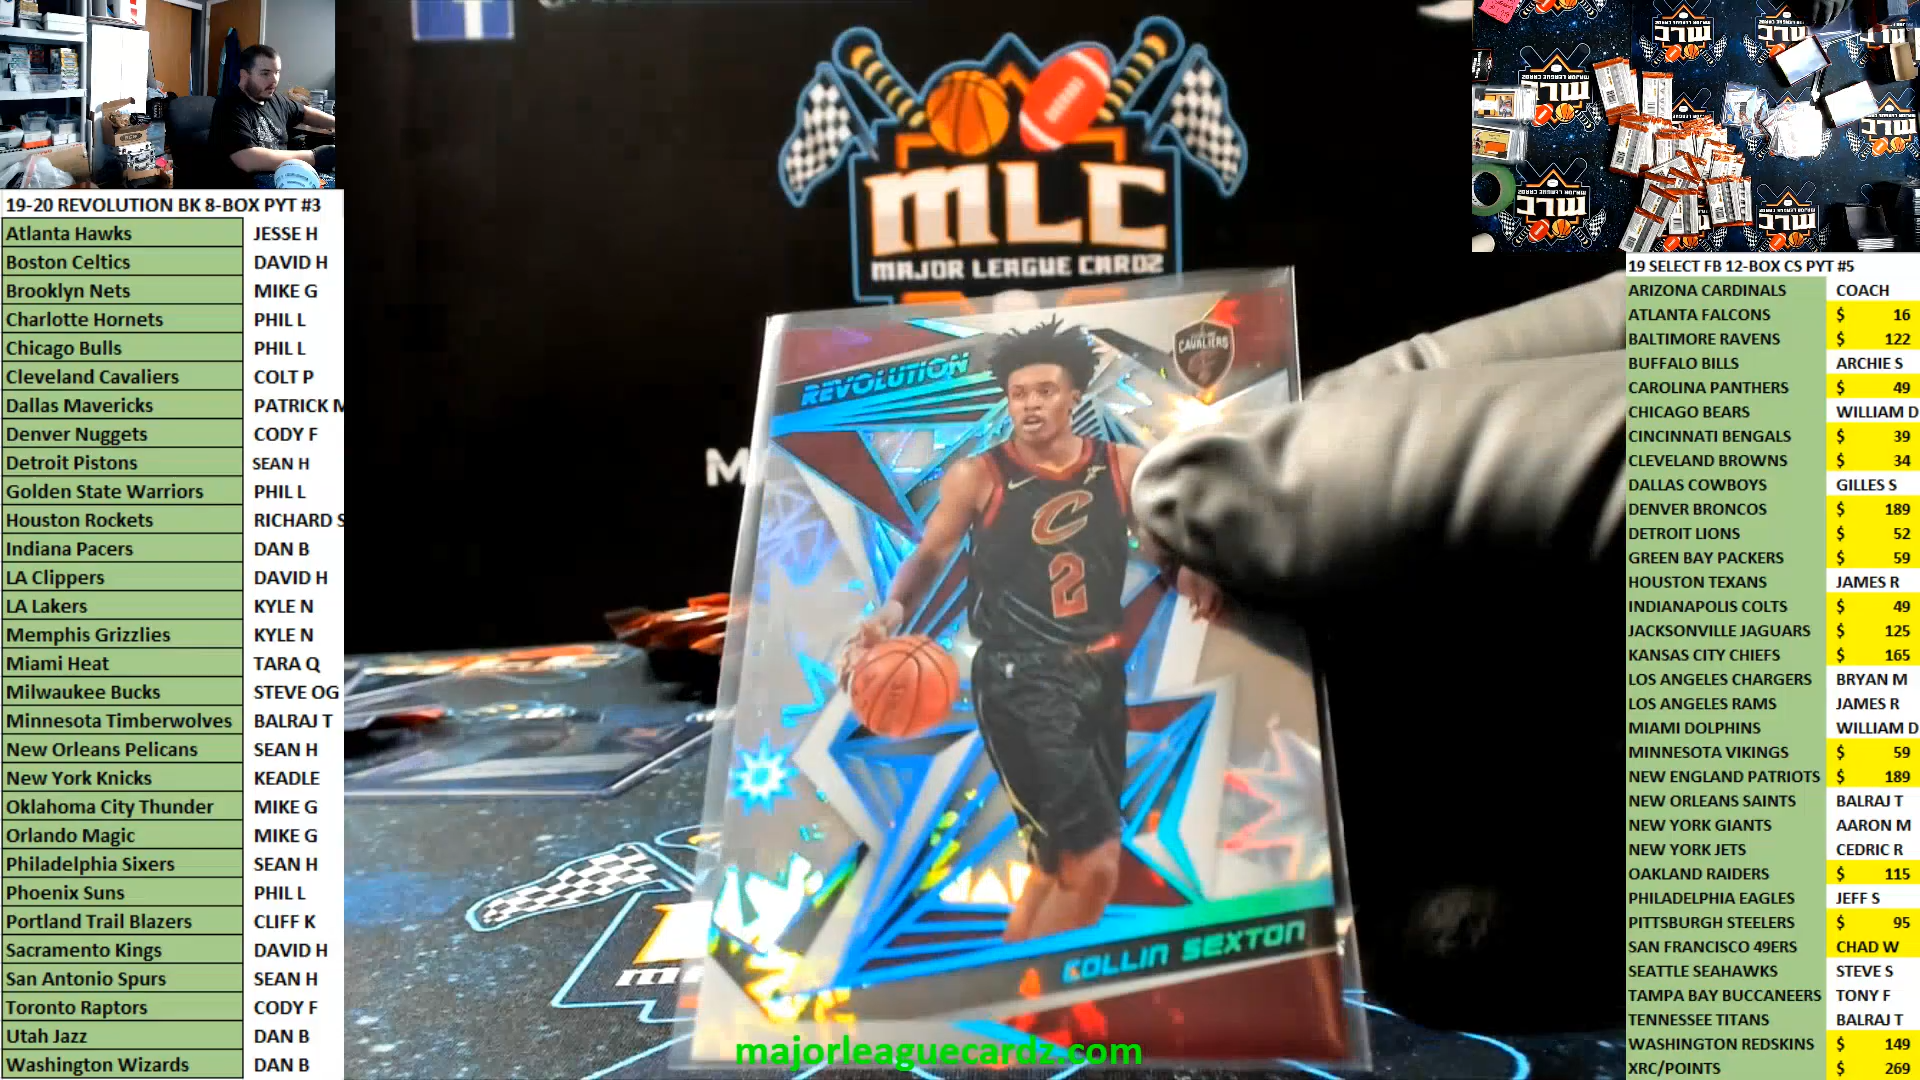 19-20 REVOLUTION BK 8-BOX PYT #3
Atlanta Hawks JESSE H
Boston Celtics DAVID H
Brooklyn Nets MIKE G
Charlotte Hornets PHIL L
Chicago Bulls PHIL L
Cleveland Cavaliers COLT P
Dallas Mavericks PATRICK M
Denver Nuggets CODY F
Detroit Pistons SEAN H
Golden State Warriors PHIL L
Houston Rockets RICHARD S
Indiana Pacers DAN B
LA Clippers DAVID H
LA Lakers KYLE N
Memphis Grizzlies KYLE N
Miami Heat TARA Q
Milwaukee Bucks STEVE OG
Minnesota Timberwolves BALRAJ T
New Orleans Pelicans SEAN H
New York Knicks KEADLE
Oklahoma City Thunder MIKE G
Orlando Magic MIKE G
Philadelphia Sixers SEAN H
Phoenix Suns PHIL L
Portland Trail Blazers CLIFF K
Sacramento Kings DAVID H
San Antonio Spurs SEAN H
Toronto Raptors CODY F
Utah Jazz DAN B
Washington Wizards DAN B
MLC
MAJOR LEAGUE CARDZ
M
REVOLUTION
CAVALIERS
C
2
COLLIN SEXTON
majorleaguecardz.com
19 SELECT FB 12-BOX CS PYT #5
ARIZONA CARDINALS COACH
ATLANTA FALCONS $ 16
BALTIMORE RAVENS $ 122
BUFFALO BILLS ARCHIE S
CAROLINA PANTHERS $ 49
CHICAGO BEARS WILLIAM D
CINCINNATI BENGALS $ 39
CLEVELAND BROWNS $ 34
DALLAS COWBOYS GILLES S
DENVER BRONCOS $ 189
DETROIT LIONS $ 52
GREEN BAY PACKERS $ 59
HOUSTON TEXANS JAMES R
INDIANAPOLIS COLTS $ 49
JACKSONVILLE JAGUARS $ 125
KANSAS CITY CHIEFS $ 165
LOS ANGELES CHARGERS BRYAN M
LOS ANGELES RAMS JAMES R
MIAMI DOLPHINS WILLIAM D
MINNESOTA VIKINGS $ 59
NEW ENGLAND PATRIOTS $ 189
NEW ORLEANS SAINTS BALRAJ T
NEW YORK GIANTS AARON M
NEW YORK JETS CEDRIC R
OAKLAND RAIDERS $ 115
PHILADELPHIA EAGLES JEFF S
PITTSBURGH STEELERS $ 95
SAN FRANCISCO 49ERS CHAD W
SEATTLE SEAHAWKS STEVE S
TAMPA BAY BUCCANEERS TONY F
TENNESSEE TITANS BALRAJ T
WASHINGTON REDSKINS $ 149
XRC/POINTS $ 269